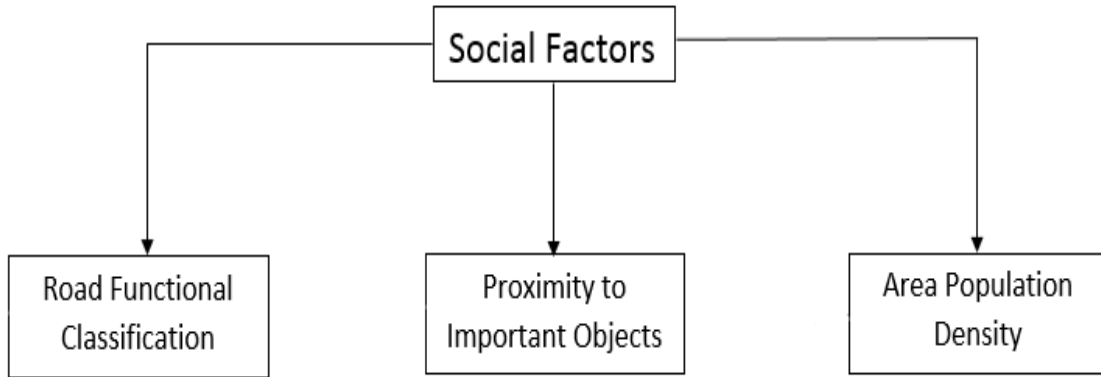 Social Factors
Road Functional
Classification
Proximity to
Important Objects
Area Population
Density